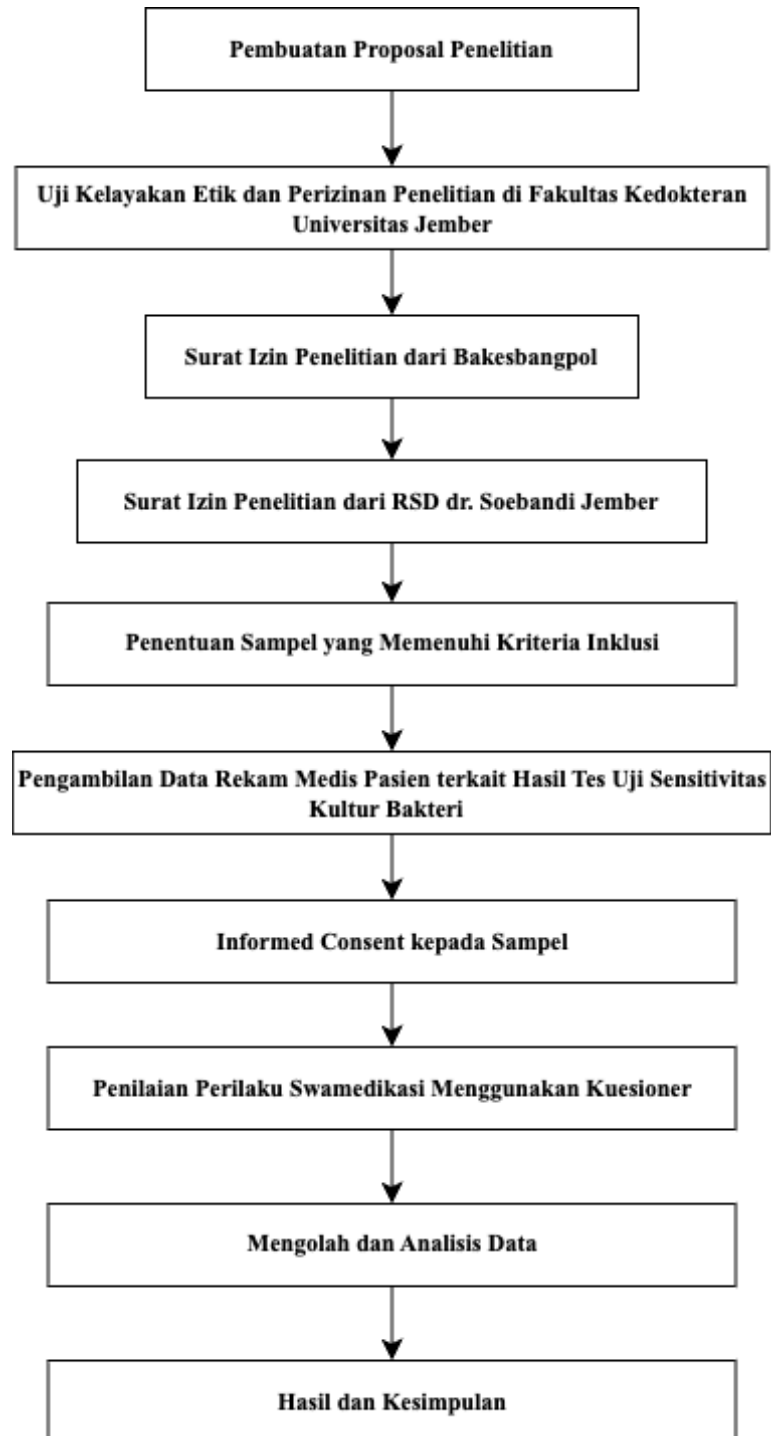 Pembuatan Proposal Penelitian
Uji Kelayakan Etik dan Perizinan Penelitian di Fakultas Kedokteran
Universitas Jember
Surat Izin Penelitian dari Bakesbangpol
Surat Izin Penelitian dari RSD dr. Soebandi Jember
Penentuan Sampel yang Memenuhi Kriteria Inklusi
Pengambilan Data Rekam Medis Pasien terkait Hasil Tes Uji Sensitivitas
Kultur Bakteri
Informed Consent kepada Sampel
Penilaian Perilaku Swamedikasi Menggunakan Kuesioner
Mengolah dan Analisis Data
Hasil dan Kesimpulan